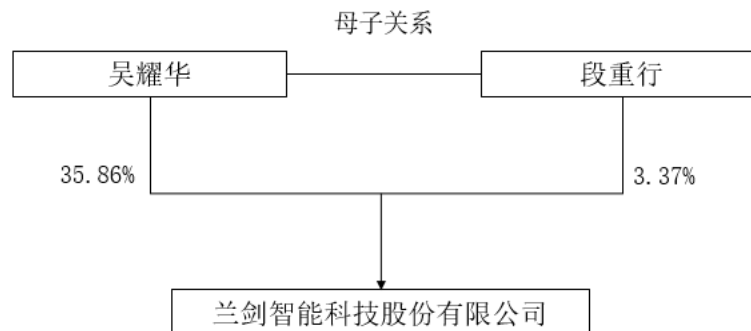 母子关系
吴耀华
段重行
35.86%
3.37%
兰剑智能科技股份有限公司